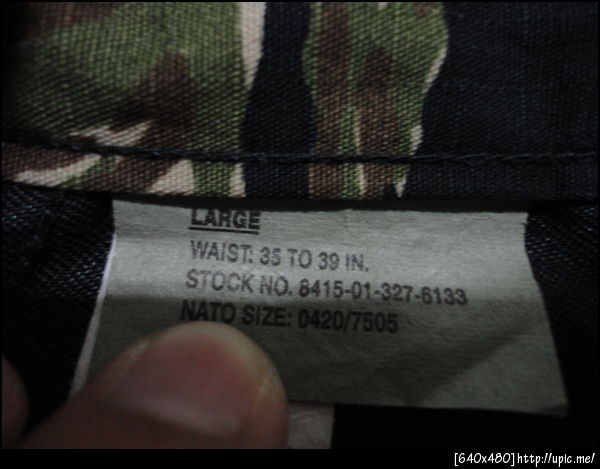 LARGE
WAIST: 35 TO 39 IN.
STOCK NO. 8415-01-327-6133
NATO SIZE: 0420/7505
[640x480]http://upic.me/